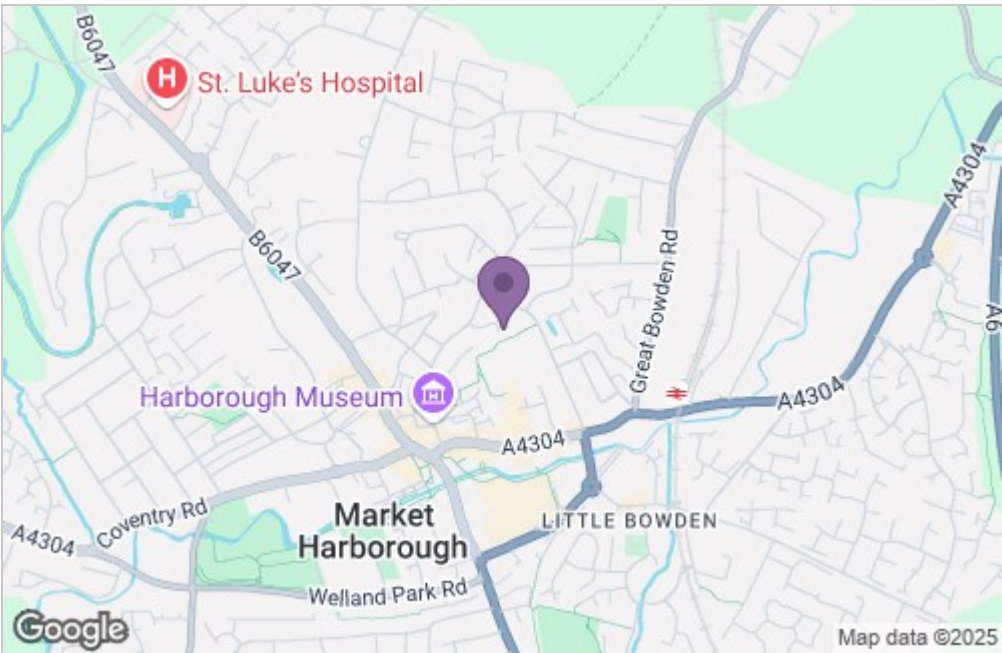 B6047
H
St. Luke's Hospital
A4304
B6047
Great Bowden Rd
A6
Harborough Museum
A4304
A4304
Coventry Rd
Market
Harborough
LITTLE BOWDEN
A4304
Welland Park Rd
Google
Map data ©2025